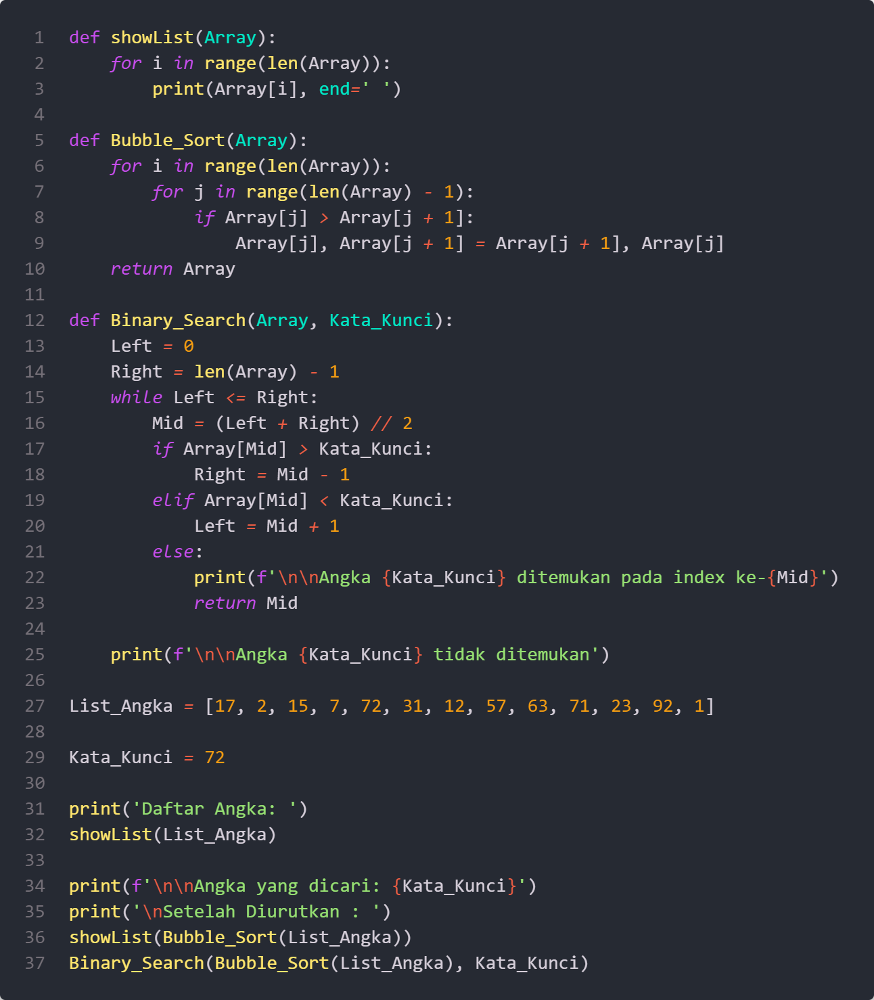 1 def showList(Array):
2     for i in range(len(Array)):
3         print(Array[i], end=' ')
4
5 def Bubble_Sort(Array):
6     for i in range(len(Array)):
7         for j in range(len(Array) - 1):
8             if Array[j] > Array[j + 1]:
9                 Array[j], Array[j + 1] = Array[j + 1], Array[j]
10     return Array
11
12 def Binary_Search(Array, Kata_Kunci):
13     Left = 0
14     Right = len(Array) - 1
15     while Left <= Right:
16         Mid = (Left + Right) // 2
17         if Array[Mid] > Kata_Kunci:
18             Right = Mid - 1
19         elif Array[Mid] < Kata_Kunci:
20             Left = Mid + 1
21         else:
22             print(f'\n\nAngka {Kata_Kunci} ditemukan pada index ke-{Mid}')
23             return Mid
24
25     print(f'\n\nAngka {Kata_Kunci} tidak ditemukan')
26
27 List_Angka = [17, 2, 15, 7, 72, 31, 12, 57, 63, 71, 23, 92, 1]
28
29 Kata_Kunci = 72
30
31 print('Daftar Angka: ')
32 showList(List_Angka)
33
34 print(f'\n\nAngka yang dicari: {Kata_Kunci}')
35 print('\nSetelah Diurutkan : ')
36 showList(Bubble_Sort(List_Angka))
37 Binary_Search(Bubble_Sort(List_Angka), Kata_Kunci)